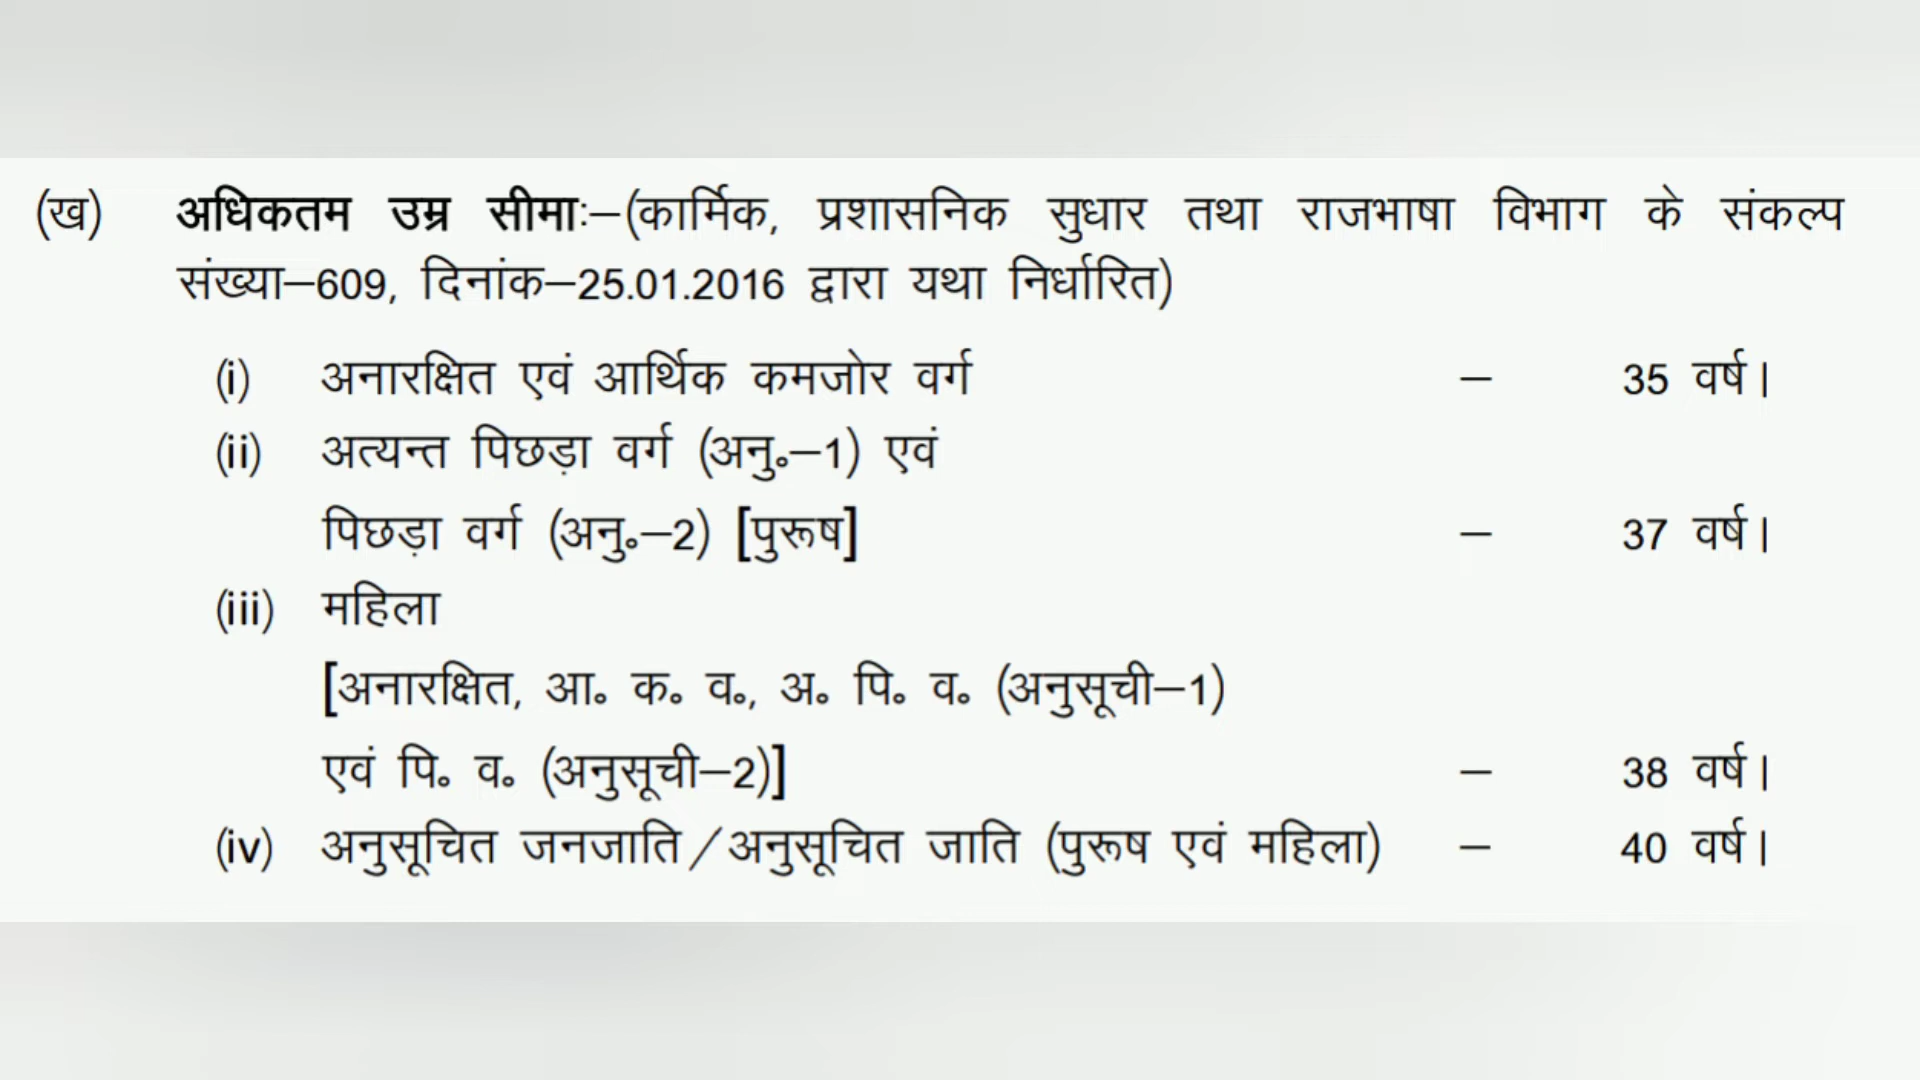 (ख) अधिकतम उम्र सीमाः–(कार्मिक, प्रशासनिक सुधार तथा राजभाषा विभाग के संकल्प
संख्या–609, दिनांक–25.01.2016 द्वारा यथा निर्धारित)
(i) अनारक्षित एवं आर्थिक कमजोर वर्ग – 35 वर्ष।
(ii) अत्यन्त पिछड़ा वर्ग (अनु॰–1) एवं
पिछड़ा वर्ग (अनु॰–2) [पुरूष] – 37 वर्ष।
(iii) महिला
[अनारक्षित, आ॰ क॰ व॰, अ॰ पि॰ व॰ (अनुसूची–1)
एवं पि॰ व॰ (अनुसूची–2)] – 38 वर्ष।
(iv) अनुसूचित जनजाति/अनुसूचित जाति (पुरूष एवं महिला) – 40 वर्ष।